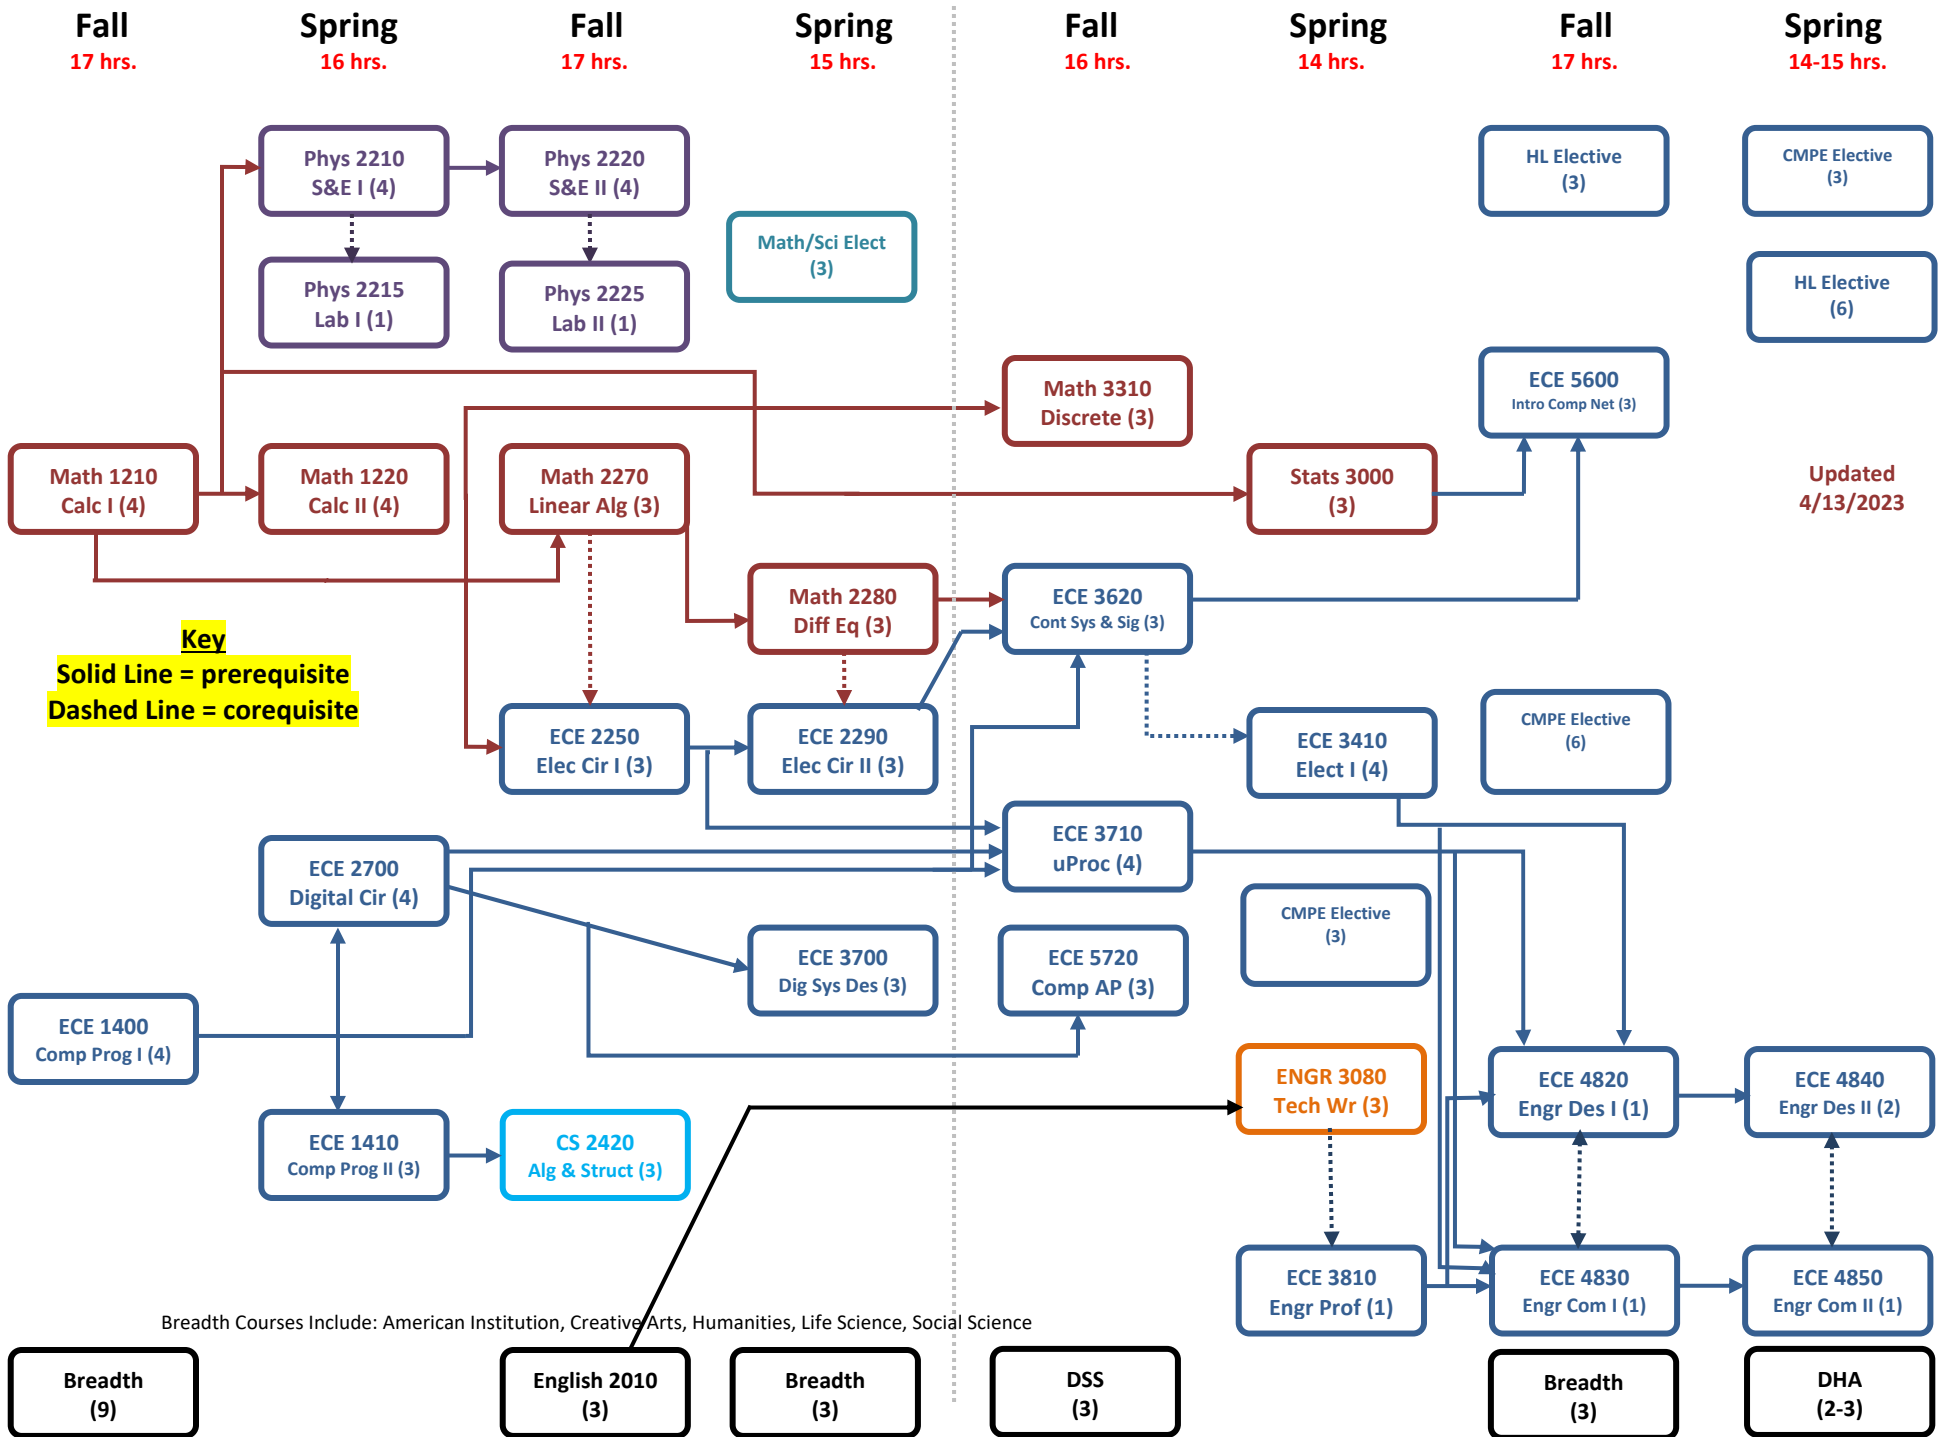 Fall
17 hrs.
Spring
16 hrs.
Fall
17 hrs.
Spring
15 hrs.
Fall
16 hrs.
Spring
14 hrs.
Fall
17 hrs.
Spring
14-15 hrs.
Phys 2210
S&E I (4)
Phys 2220
S&E II (4)
HL Elective
(3)
CMPE Elective
(3)
Math/Sci Elect
(3)
Phys 2215
Lab I (1)
Phys 2225
Lab II (1)
HL Elective
(6)
Math 3310
Discrete (3)
ECE 5600
Intro Comp Net (3)
Math 1210
Calc I (4)
Math 1220
Calc II (4)
Math 2270
Linear Alg (3)
Stats 3000
(3)
Updated
4/13/2023
Math 2280
Diff Eq (3)
ECE 3620
Cont Sys & Sig (3)
Key
Solid Line = prerequisite
Dashed Line = corequisite
ECE 2250
Elec Cir I (3)
ECE 2290
Elec Cir II (3)
ECE 3410
Elect I (4)
CMPE Elective
(6)
ECE 2700
Digital Cir (4)
ECE 3710
uProc (4)
CMPE Elective
(3)
ECE 3700
Dig Sys Des (3)
ECE 5720
Comp AP (3)
ECE 1400
Comp Prog I (4)
ENGR 3080
Tech Wr (3)
ECE 4820
Engr Des I (1)
ECE 4840
Engr Des II (2)
ECE 1410
Comp Prog II (3)
CS 2420
Alg & Struct (3)
ECE 3810
Engr Prof (1)
ECE 4830
Engr Com I (1)
ECE 4850
Engr Com II (1)
Breadth Courses Include: American Institution, Creative Arts, Humanities, Life Science, Social Science
Breadth
(9)
English 2010
(3)
Breadth
(3)
DSS
(3)
Breadth
(3)
DHA
(2-3)